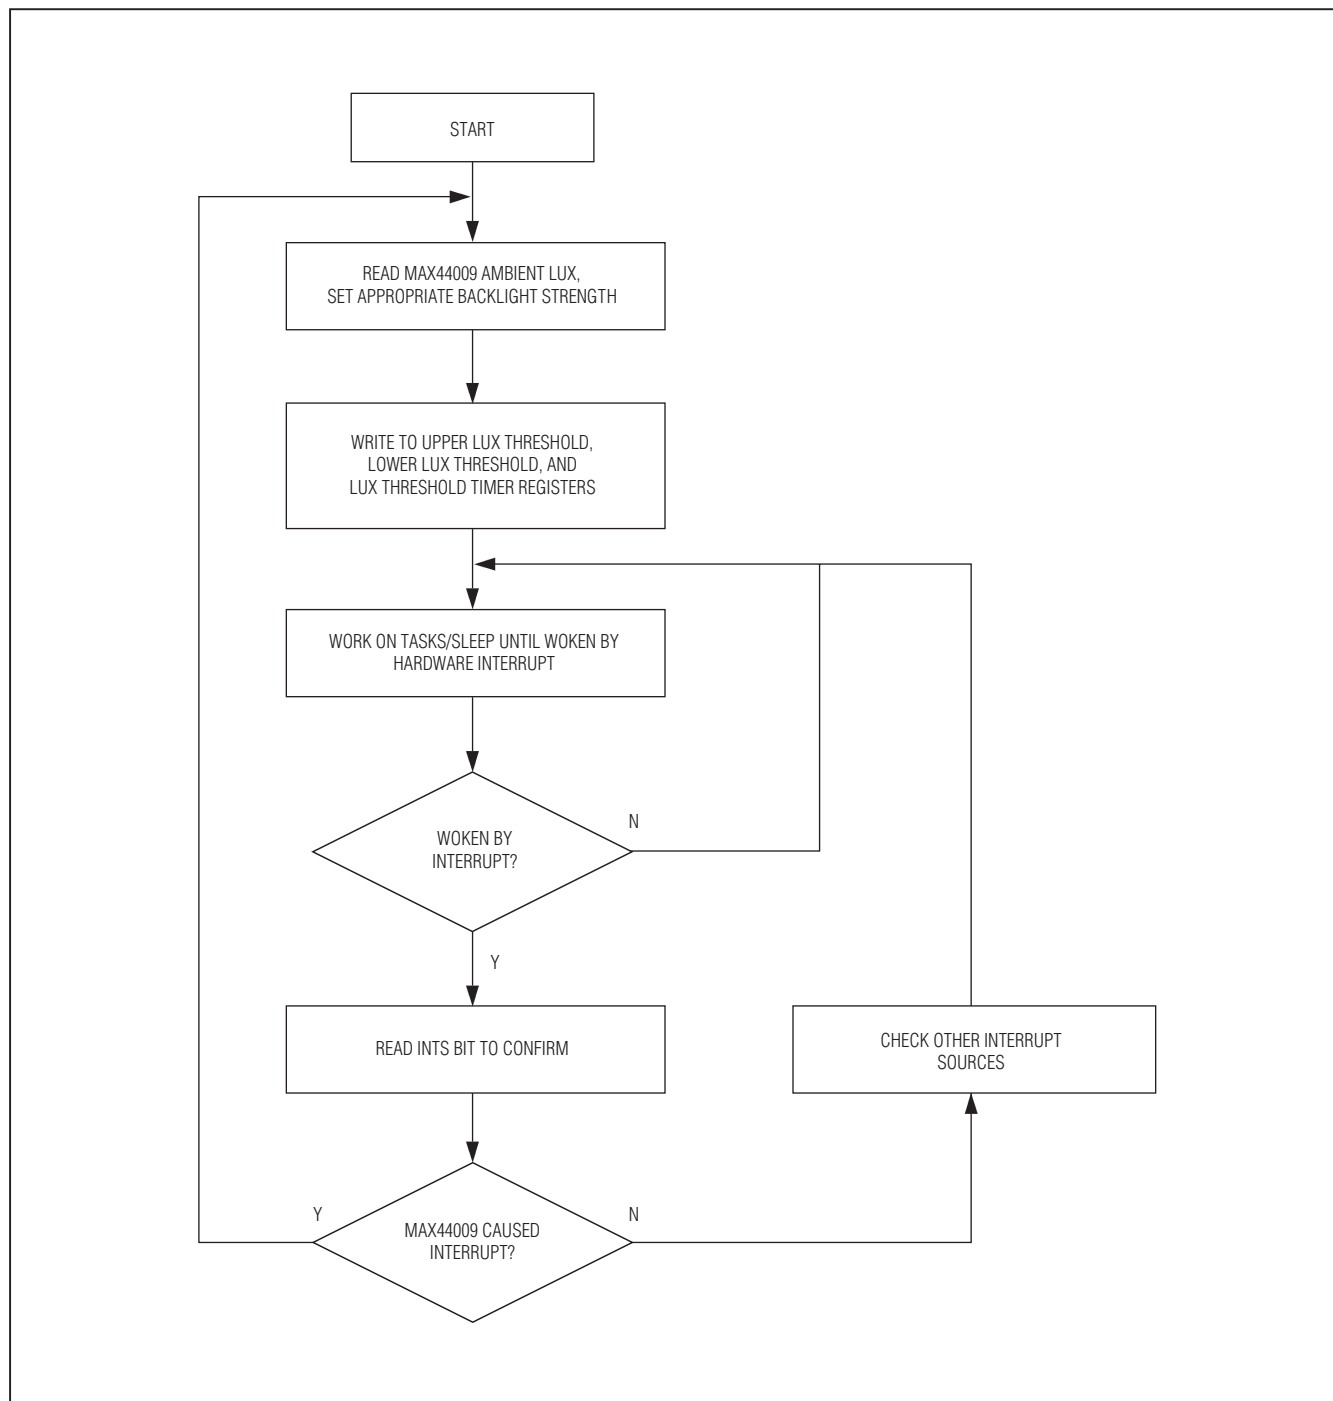 START
READ MAX44009 AMBIENT LUX,
SET APPROPRIATE BACKLIGHT STRENGTH
WRITE TO UPPER LUX THRESHOLD,
LOWER LUX THRESHOLD, AND
LUX THRESHOLD TIMER REGISTERS
WORK ON TASKS/SLEEP UNTIL WOKEN BY
HARDWARE INTERRUPT
WOKEN BY
INTERRUPT?
N
Y
READ INTS BIT TO CONFIRM
CHECK OTHER INTERRUPT
SOURCES
MAX44009 CAUSED
INTERRUPT?
Y
N